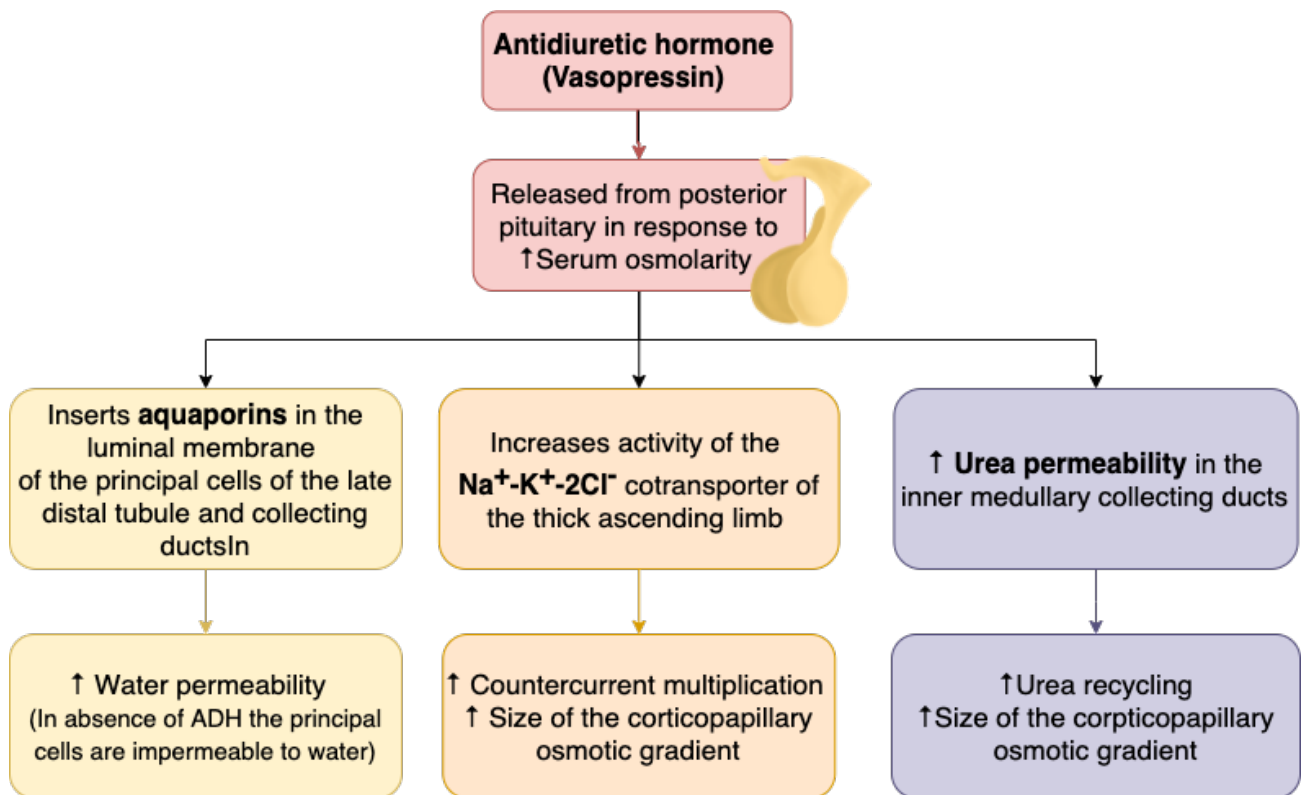 Antidiuretic hormone
(Vasopressin)
Released from posterior
pituitary in response to
↑Serum osmolarity
Inserts aquaporins in the
luminal membrane
of the principal cells of the late
distal tubule and collecting
ductsIn
Increases activity of the
Na⁺-K⁺-2Cl⁻ cotransporter of
the thick ascending limb
↑ Urea permeability in the
inner medullary collecting ducts
↑ Water permeability
(In absence of ADH the principal
cells are impermeable to water)
↑ Countercurrent multiplication
↑ Size of the corticopapillary
osmotic gradient
↑Urea recycling
↑Size of the corpticopapillary
osmotic gradient